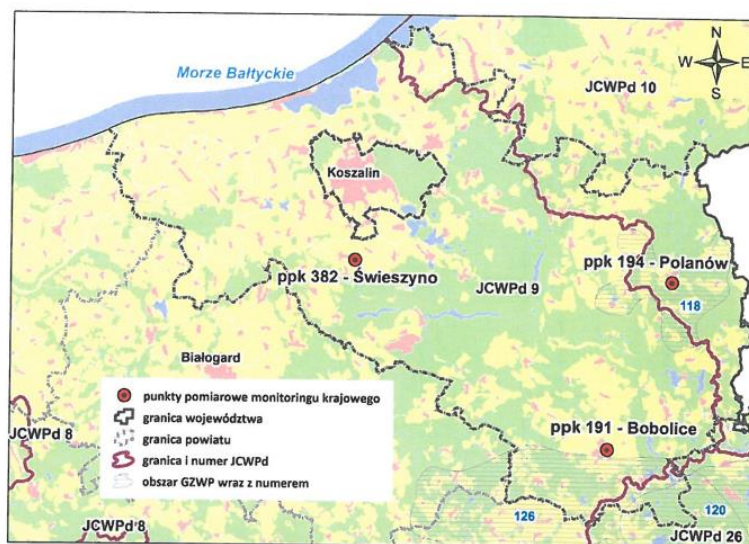 N
W E
S
Morze Bałtyckie
JCWPd 10
Koszalin
ppk 382 - Świeszyno
JCWPd 9
ppk 194 - Polanów
118
Białogard
punkty pomiarowe monitoringu krajowego
granica województwa
granica powiatu
granica i numer JCWPd
obszar GZWP wraz z numerem
JCWPd 8
ppk 191 - Bobolice
JCWPd 8
126
120
JCWPd 26